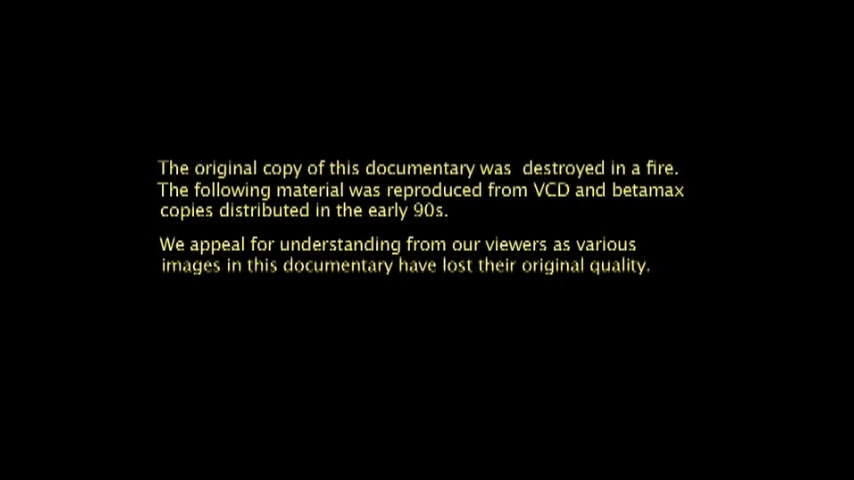 The original copy of this documentary was  destroyed in a fire.
The following material was reproduced from VCD and betamax
copies distributed in the early 90s.
We appeal for understanding from our viewers as various
images in this documentary have lost their original quality.